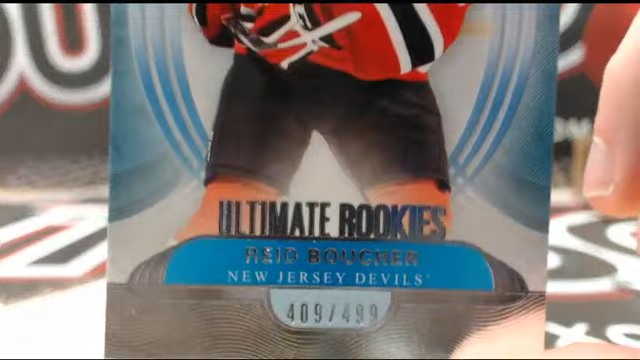 ULTIMATE ROOKIES
REID BOUCHER
NEW JERSEY DEVILS
409/499